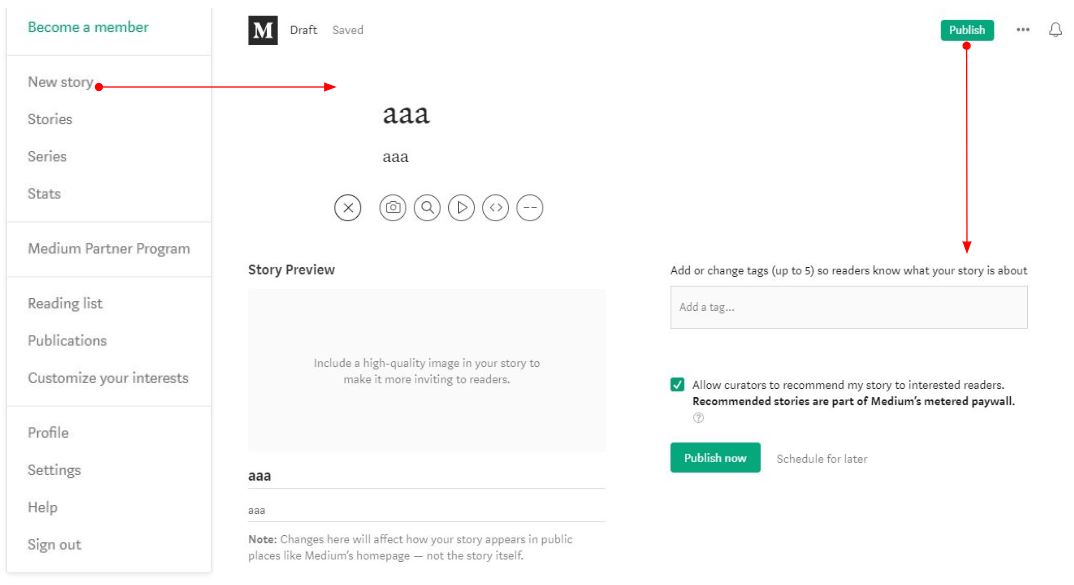 Become a member
New story
Stories
Series
Stats
Medium Partner Program
Reading list
Publications
Customize your interests
Profile
Settings
Help
Sign out
M Draft Saved
Publish
aaa
aaa
Story Preview
Include a high-quality image in your story to
make it more inviting to readers.
aaa
aaa
Note: Changes here will affect how your story appears in public
places like Medium's homepage — not the story itself.
Add or change tags (up to 5) so readers know what your story is about
Add a tag...
Allow curators to recommend my story to interested readers.
Recommended stories are part of Medium's metered paywall.
?
Publish now Schedule for later